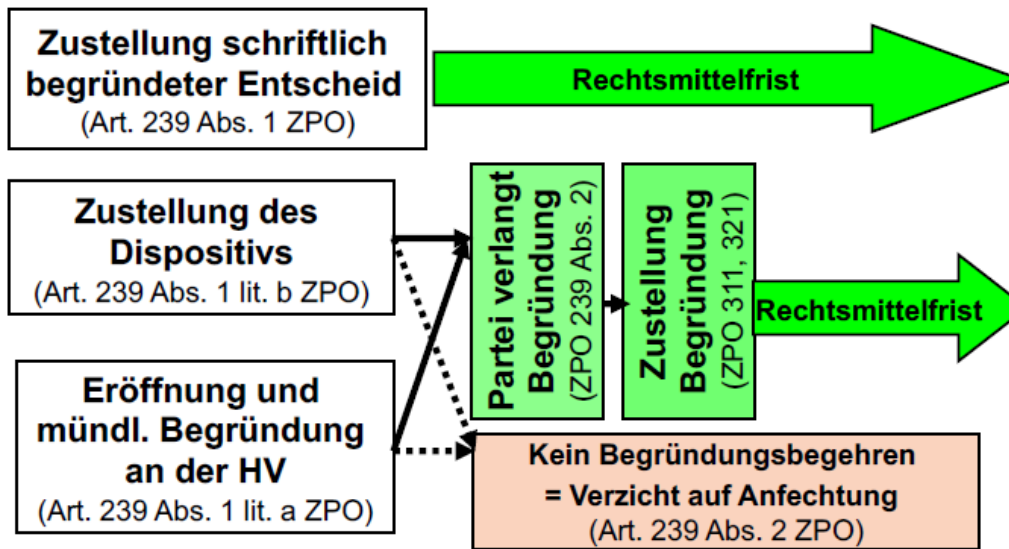 Zustellung schriftlich
begründeter Entscheid
(Art. 239 Abs. 1 ZPO)
Rechtsmittelfrist
Zustellung des
Dispositivs
(Art. 239 Abs. 1 lit. b ZPO)
Eröffnung und
mündl. Begründung
an der HV
(Art. 239 Abs. 1 lit. a ZPO)
Partei verlangt
Begründung
(ZPO 239 Abs. 2)
Zustellung
Begründung
(ZPO 311, 321)
Rechtsmittelfrist
Kein Begründungsbegehren
= Verzicht auf Anfechtung
(Art. 239 Abs. 2 ZPO)